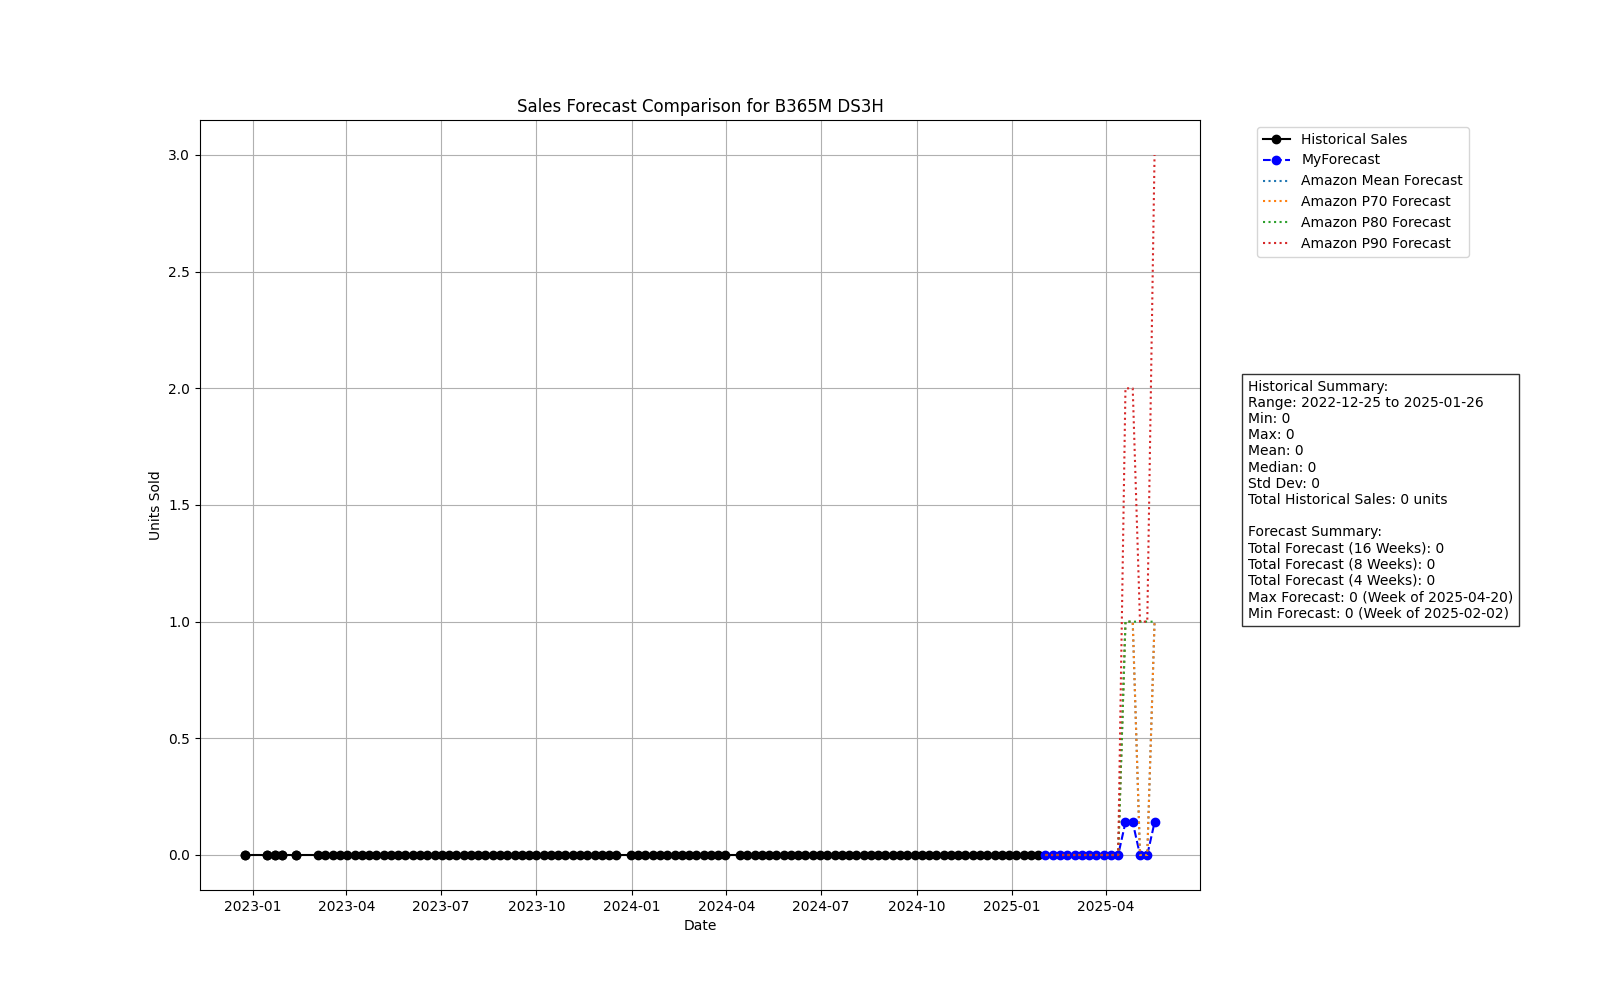 Sales Forecast Comparison for B365M DS3H
Historical Sales
MyForecast
Amazon Mean Forecast
Amazon P70 Forecast
Amazon P80 Forecast
Amazon P90 Forecast
3.0
2.5
2.0
1.5
1.0
0.5
0.0
Units Sold
Historical Summary:
Range: 2022-12-25 to 2025-01-26
Min: 0
Max: 0
Mean: 0
Median: 0
Std Dev: 0
Total Historical Sales: 0 units
Forecast Summary:
Total Forecast (16 Weeks): 0
Total Forecast (8 Weeks): 0
Total Forecast (4 Weeks): 0
Max Forecast: 0 (Week of 2025-04-20)
Min Forecast: 0 (Week of 2025-02-02)
2023-01 2023-04 2023-07 2023-10 2024-01 2024-04 2024-07 2024-10 2025-01 2025-04
Date